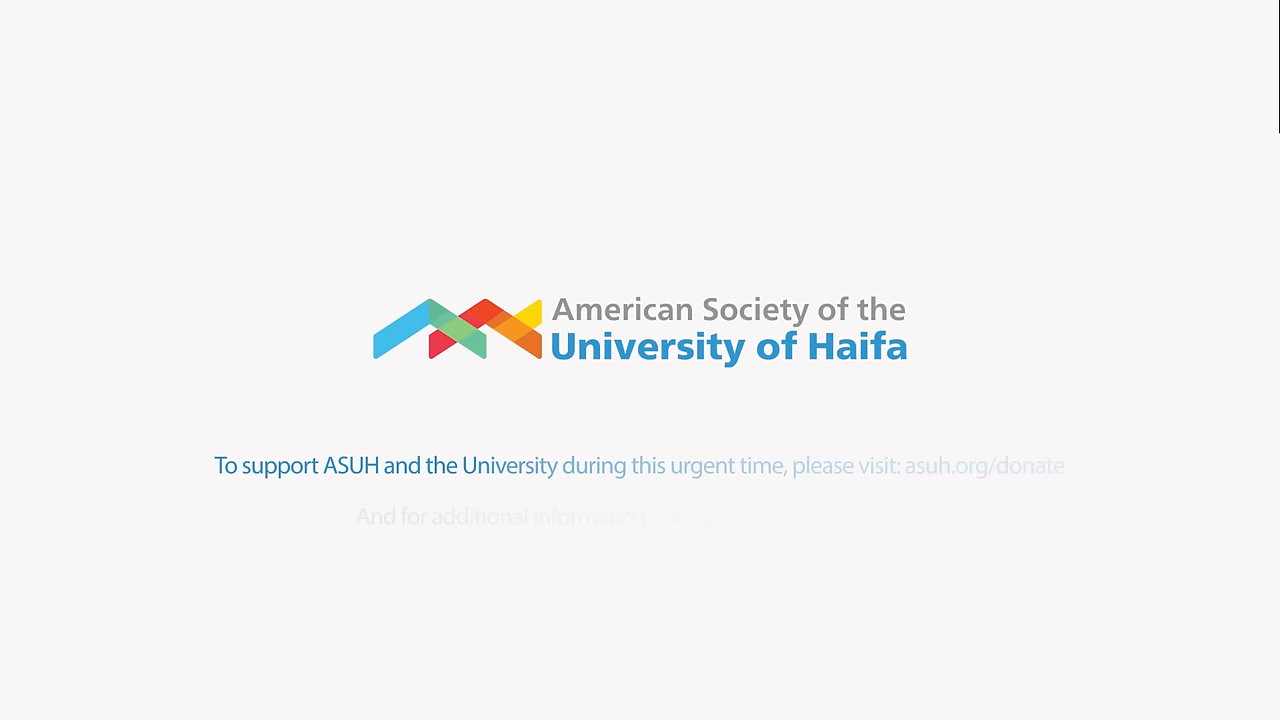 American Society of the
University of Haifa
To support ASUH and the University during this urgent time, please visit: asuh.org/donate
And for additional information